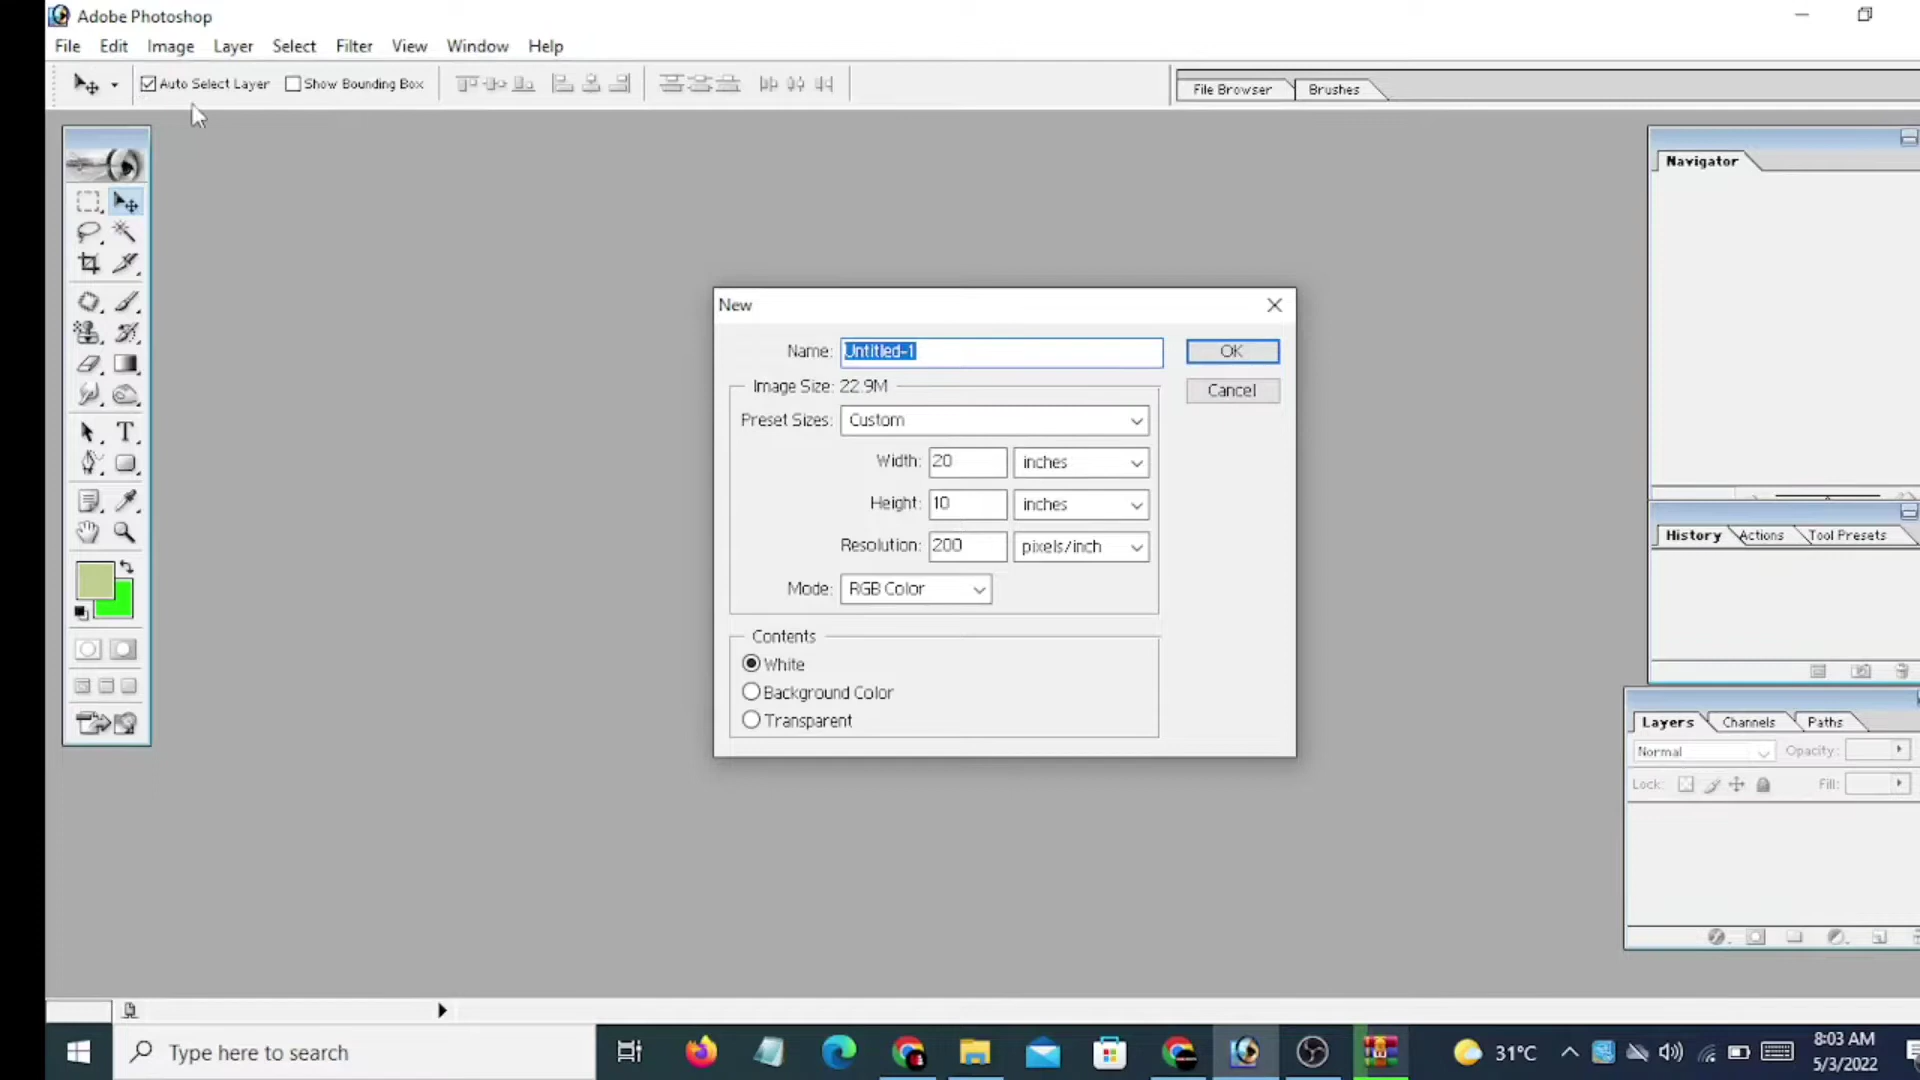 Adobe Photoshop
File Edit Image Layer Select Filter View Window Help
Auto Select Layer Show Bounding Box
File Browser Brushes
Navigator
New
Name: Untitled-1 OK
Image Size: 22.9M Cancel
Preset Sizes: Custom
Width: 20 inches
Height: 10 inches
Resolution: 200 pixels/inch
Mode: RGB Color
Contents
White
Background Color
Transparent
T
History Actions Tool Presets
Layers Channels Paths
Normal Opacity:
Lock: Fill:
Type here to search
31°C
8:03 AM
5/3/2022